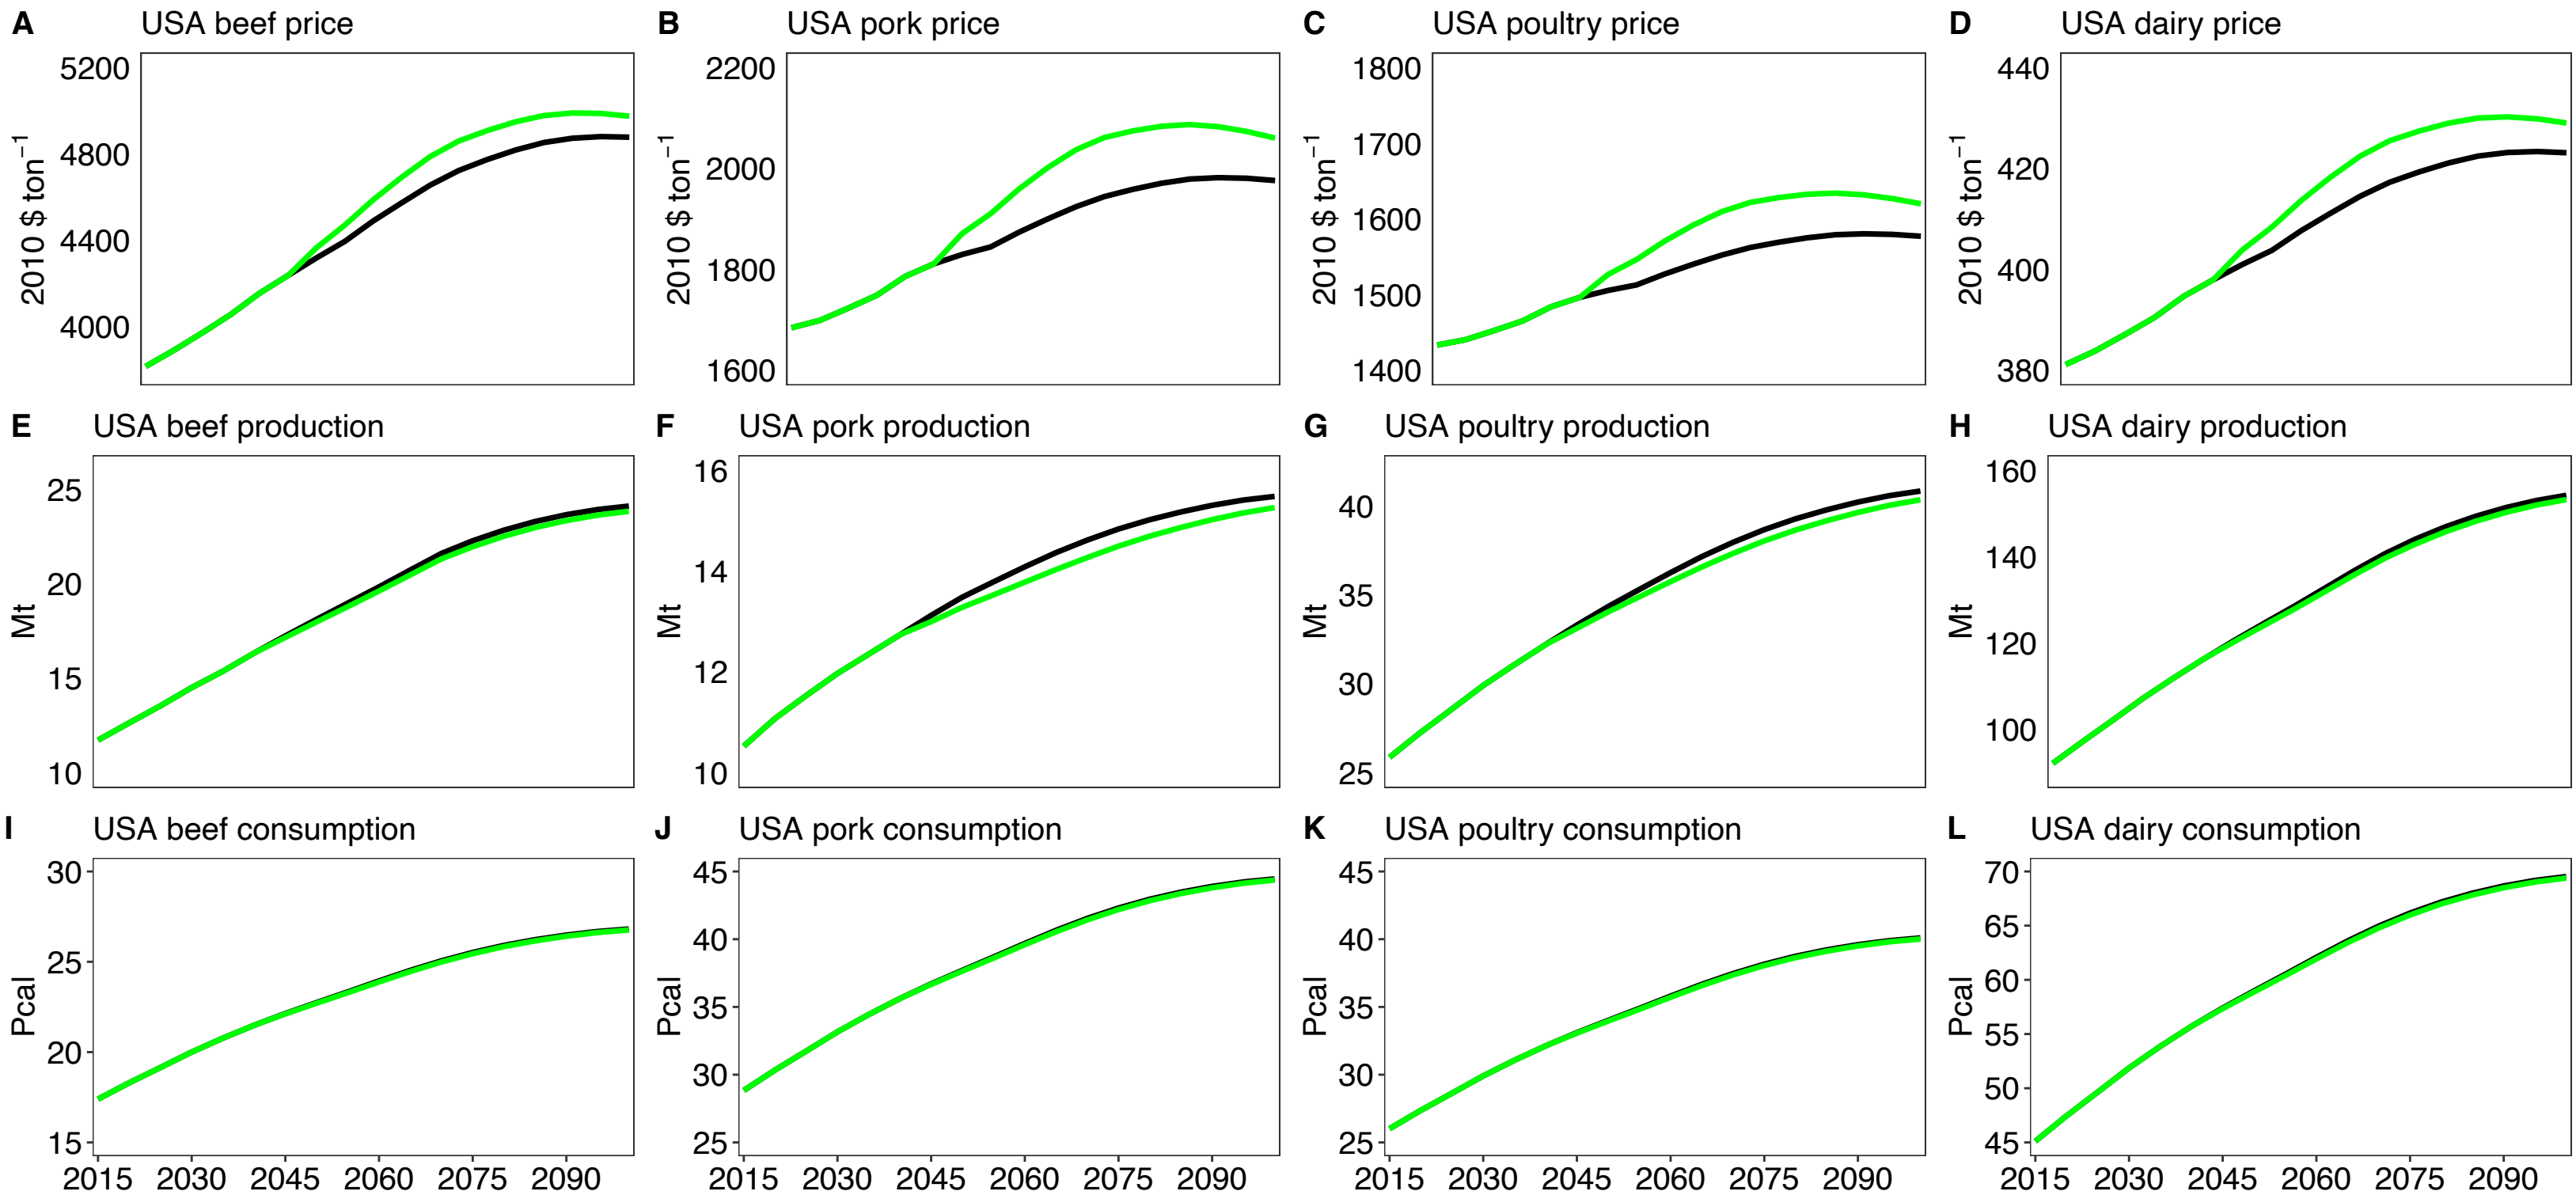 A USA beef price
5200
4800
4400
4000
2010 $ ton⁻¹
B USA pork price
2200
2000
1800
1600
2010 $ ton⁻¹
C USA poultry price
1800
1700
1600
1500
1400
2010 $ ton⁻¹
D USA dairy price
440
420
400
380
2010 $ ton⁻¹
E USA beef production
25
20
15
10
Mt
F USA pork production
16
14
12
10
Mt
G USA poultry production
40
35
30
25
Mt
H USA dairy production
160
140
120
100
Mt
I USA beef consumption
30
25
20
15
Pcal
2015 2030 2045 2060 2075 2090
J USA pork consumption
45
40
35
30
25
Pcal
2015 2030 2045 2060 2075 2090
K USA poultry consumption
45
40
35
30
25
Pcal
2015 2030 2045 2060 2075 2090
L USA dairy consumption
70
65
60
55
50
45
Pcal
2015 2030 2045 2060 2075 2090